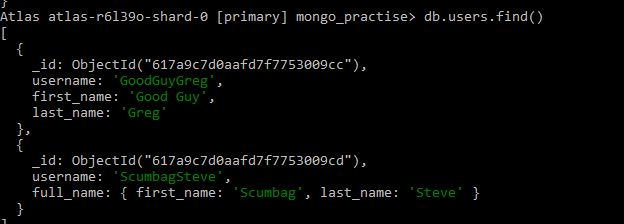 }
Atlas atlas-r6l39o-shard-0 [primary] mongo_practise> db.users.find()
[
  {
    _id: ObjectId("617a9c7d0aafd7f7753009cc"),
    username: 'GoodGuyGreg',
    first_name: 'Good Guy',
    last_name: 'Greg'
  },
  {
    _id: ObjectId("617a9c7d0aafd7f7753009cd"),
    username: 'ScumbagSteve',
    full_name: { first_name: 'Scumbag', last_name: 'Steve' }
  }
]